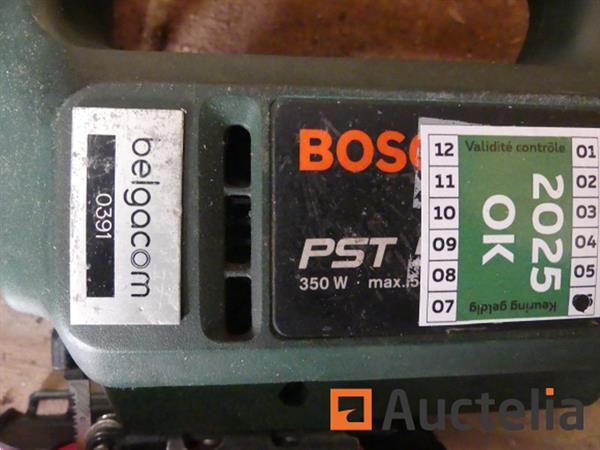 belgacom
0391
BOSC
PST
350 W · max.
Validité contrôle
2025
OK
Keuring geldig
12
11
10
09
08
07
01
02
03
04
05
Auctelia